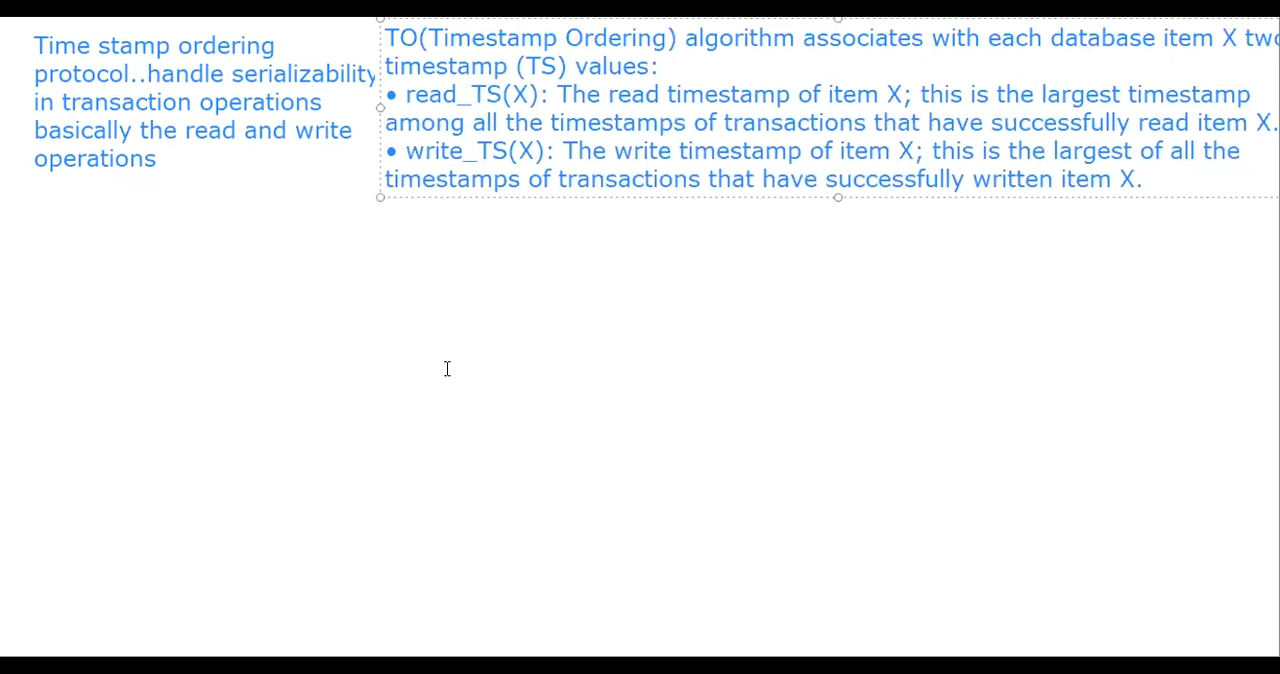 Time stamp ordering
protocol..handle serializability
in transaction operations
basically the read and write
operations
TO(Timestamp Ordering) algorithm associates with each database item X two
timestamp (TS) values:
• read_TS(X): The read timestamp of item X; this is the largest timestamp
among all the timestamps of transactions that have successfully read item X.
• write_TS(X): The write timestamp of item X; this is the largest of all the
timestamps of transactions that have successfully written item X.